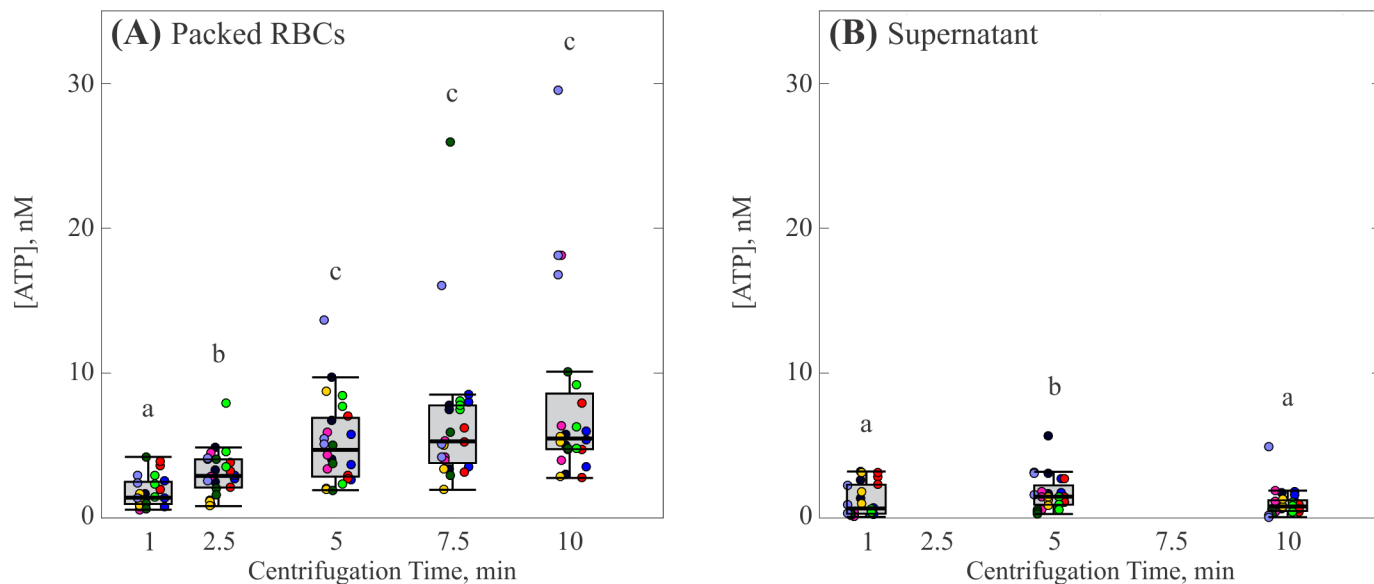 (A) Packed RBCs
30
20
10
0
[ATP], nM
a
b
c
c
c
1 2.5 5 7.5 10
Centrifugation Time, min
(B) Supernatant
30
20
10
0
[ATP], nM
a
b
a
1 2.5 5 7.5 10
Centrifugation Time, min